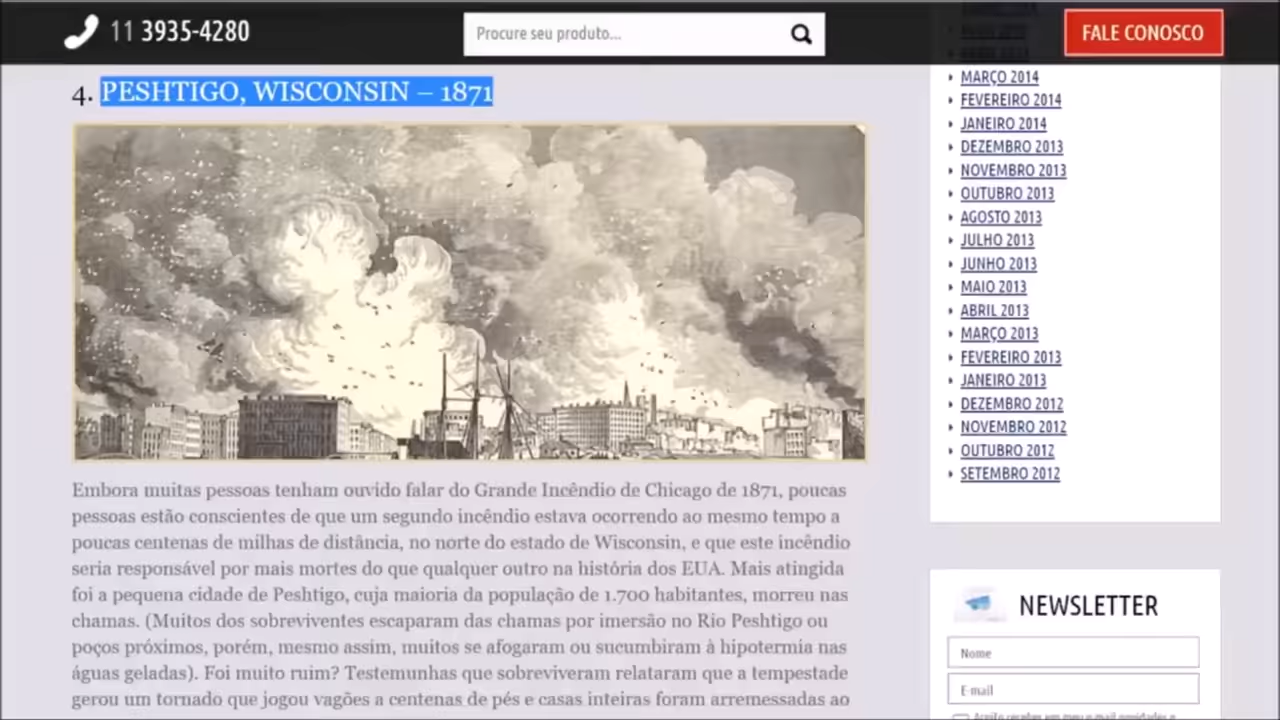 11 3935-4280
Procure seu produto...
FALE CONOSCO
4. PESHTIGO, WISCONSIN – 1871
Embora muitas pessoas tenham ouvido falar do Grande Incêndio de Chicago de 1871, poucas
pessoas estão conscientes de que um segundo incêndio estava ocorrendo ao mesmo tempo a
poucas centenas de milhas de distância, no norte do estado de Wisconsin, e que este incêndio
seria responsável por mais mortes do que qualquer outro na história dos EUA. Mais atingida
foi a pequena cidade de Peshtigo, cuja maioria da população de 1.700 habitantes, morreu nas
chamas. (Muitos dos sobreviventes escaparam das chamas por imersão no Rio Peshtigo ou
poços próximos, porém, mesmo assim, muitos se afogaram ou sucumbiram à hipotermia nas
águas geladas). Foi muito ruim? Testemunhas que sobreviveram relataram que a tempestade
gerou um tornado que jogou vagões a centenas de pés e casas inteiras foram arremessadas ao
MARÇO 2014
FEVEREIRO 2014
JANEIRO 2014
DEZEMBRO 2013
NOVEMBRO 2013
OUTUBRO 2013
AGOSTO 2013
JULHO 2013
JUNHO 2013
MAIO 2013
ABRIL 2013
MARÇO 2013
FEVEREIRO 2013
JANEIRO 2013
DEZEMBRO 2012
NOVEMBRO 2012
OUTUBRO 2012
SETEMBRO 2012
NEWSLETTER
Nome
E-mail